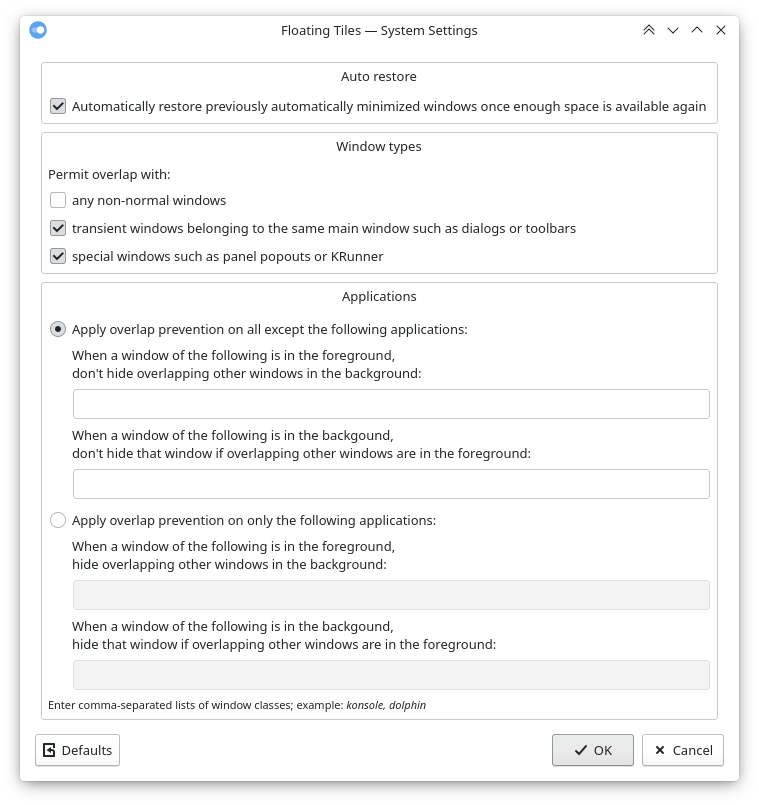 Floating Tiles — System Settings
Auto restore
Automatically restore previously automatically minimized windows once enough space is available again
Window types
Permit overlap with:
any non-normal windows
transient windows belonging to the same main window such as dialogs or toolbars
special windows such as panel popouts or KRunner
Applications
Apply overlap prevention on all except the following applications:
When a window of the following is in the foreground,
don't hide overlapping other windows in the background:
When a window of the following is in the backgound,
don't hide that window if overlapping other windows are in the foreground:
Apply overlap prevention on only the following applications:
When a window of the following is in the foreground,
hide overlapping other windows in the background:
When a window of the following is in the backgound,
hide that window if overlapping other windows are in the foreground:
Enter comma-separated lists of window classes; example: konsole, dolphin
Defaults
OK
Cancel